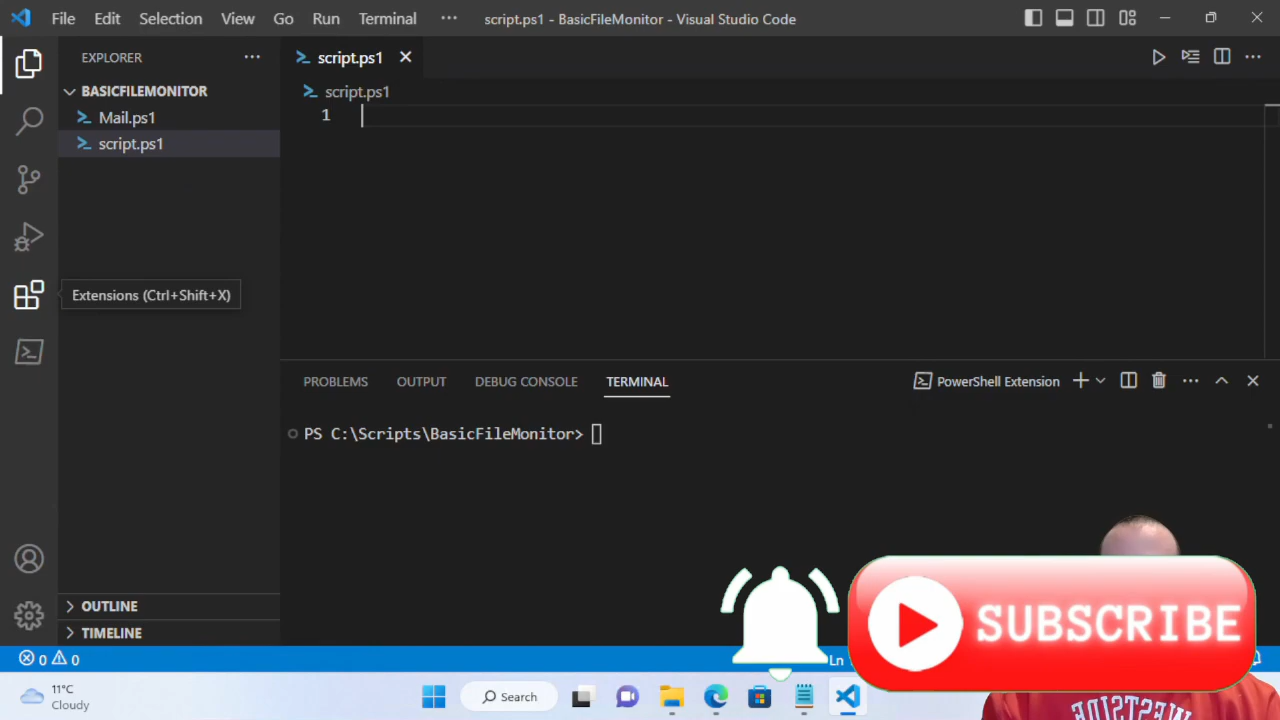 File Edit Selection View Go Run Terminal ··· script.ps1 - BasicFileMonitor - Visual Studio Code
EXPLORER
script.ps1
BASICFILEMONITOR
script.ps1
Mail.ps1
1
script.ps1
Extensions (Ctrl+Shift+X)
PROBLEMS OUTPUT DEBUG CONSOLE TERMINAL
PowerShell Extension
PS C:\Scripts\BasicFileMonitor>
OUTLINE
TIMELINE
SUBSCRIBE
0 0
Ln
11°C
Cloudy
Search
WESTSIDE